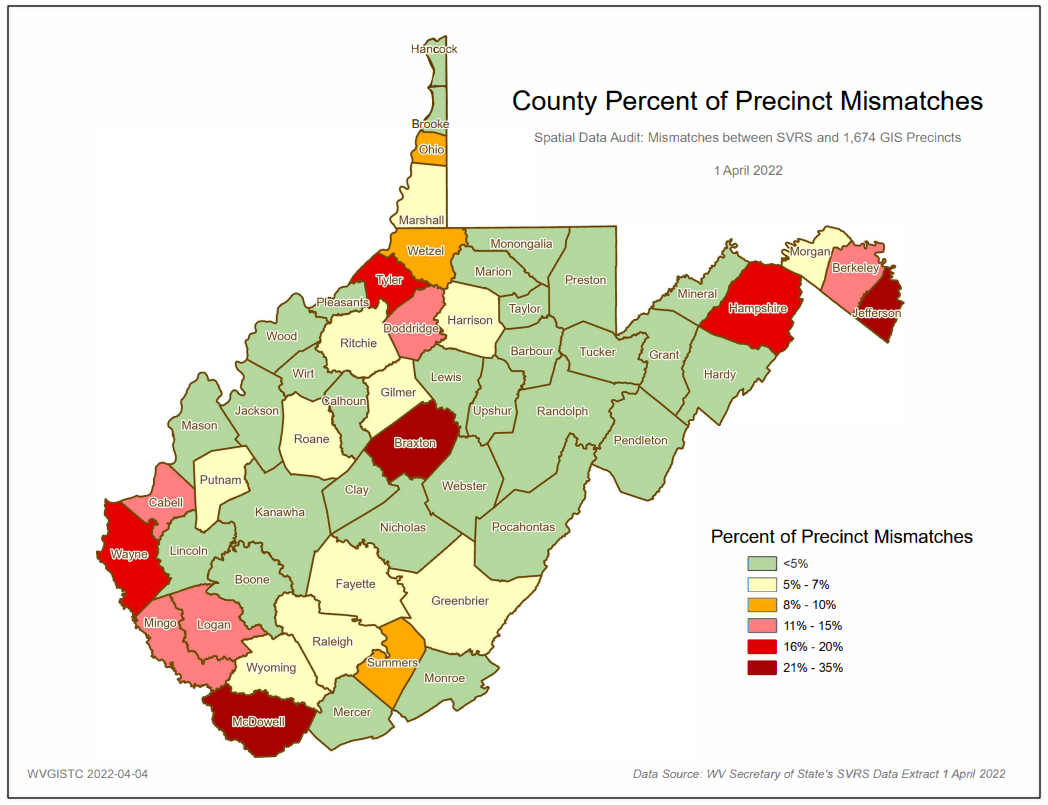 County Percent of Precinct Mismatches
Spatial Data Audit: Mismatches between SVRS and 1,674 GIS Precincts
1 April 2022
Hancock
Brooke
Ohio
Marshall
Wetzel
Monongalia
Morgan
Berkeley
Tyler
Marion
Preston
Mineral
Hampshire
Jefferson
Pleasants
Doddridge
Harrison
Taylor
Wood
Ritchie
Barbour
Tucker
Grant
Hardy
Wirt
Lewis
Calhoun
Gilmer
Jackson
Upshur
Randolph
Mason
Roane
Braxton
Pendleton
Putnam
Clay
Webster
Cabell
Kanawha
Nicholas
Pocahontas
Wayne
Lincoln
Boone
Fayette
Greenbrier
Mingo
Logan
Raleigh
Summers
Wyoming
Monroe
McDowell
Mercer
Percent of Precinct Mismatches
<5%
5% - 7%
8% - 10%
11% - 15%
16% - 20%
21% - 35%
WVGISTC 2022-04-04
Data Source: WV Secretary of State's SVRS Data Extract 1 April 2022